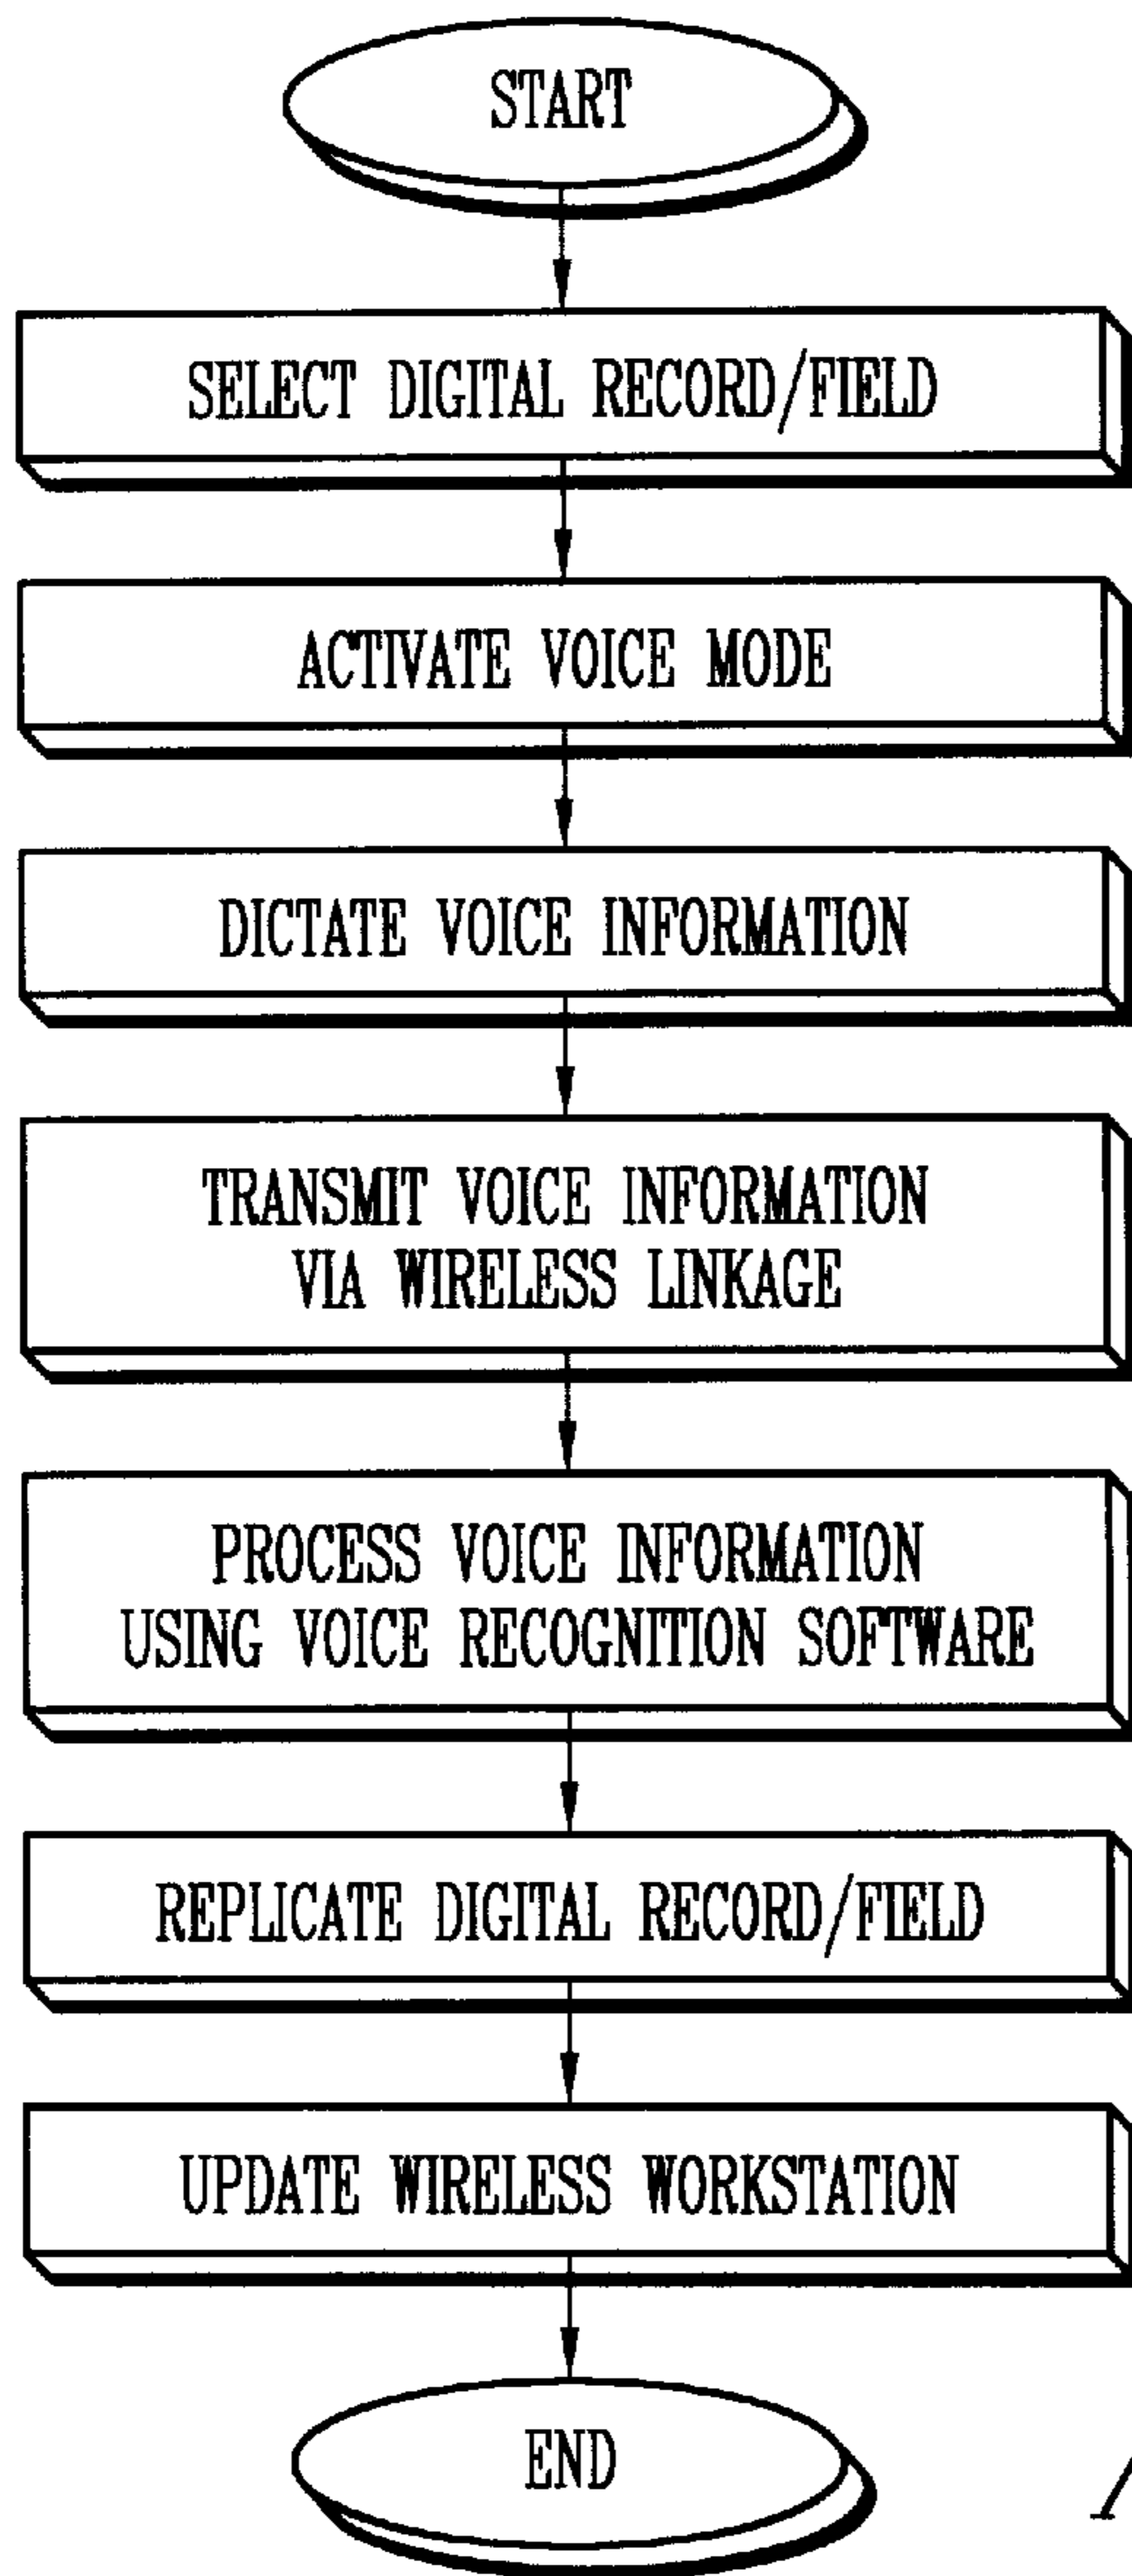 START
SELECT DIGITAL RECORD/FIELD
ACTIVATE VOICE MODE
DICTATE VOICE INFORMATION
TRANSMIT VOICE INFORMATION
VIA WIRELESS LINKAGE
PROCESS VOICE INFORMATION
USING VOICE RECOGNITION SOFTWARE
REPLICATE DIGITAL RECORD/FIELD
UPDATE WIRELESS WORKSTATION
END